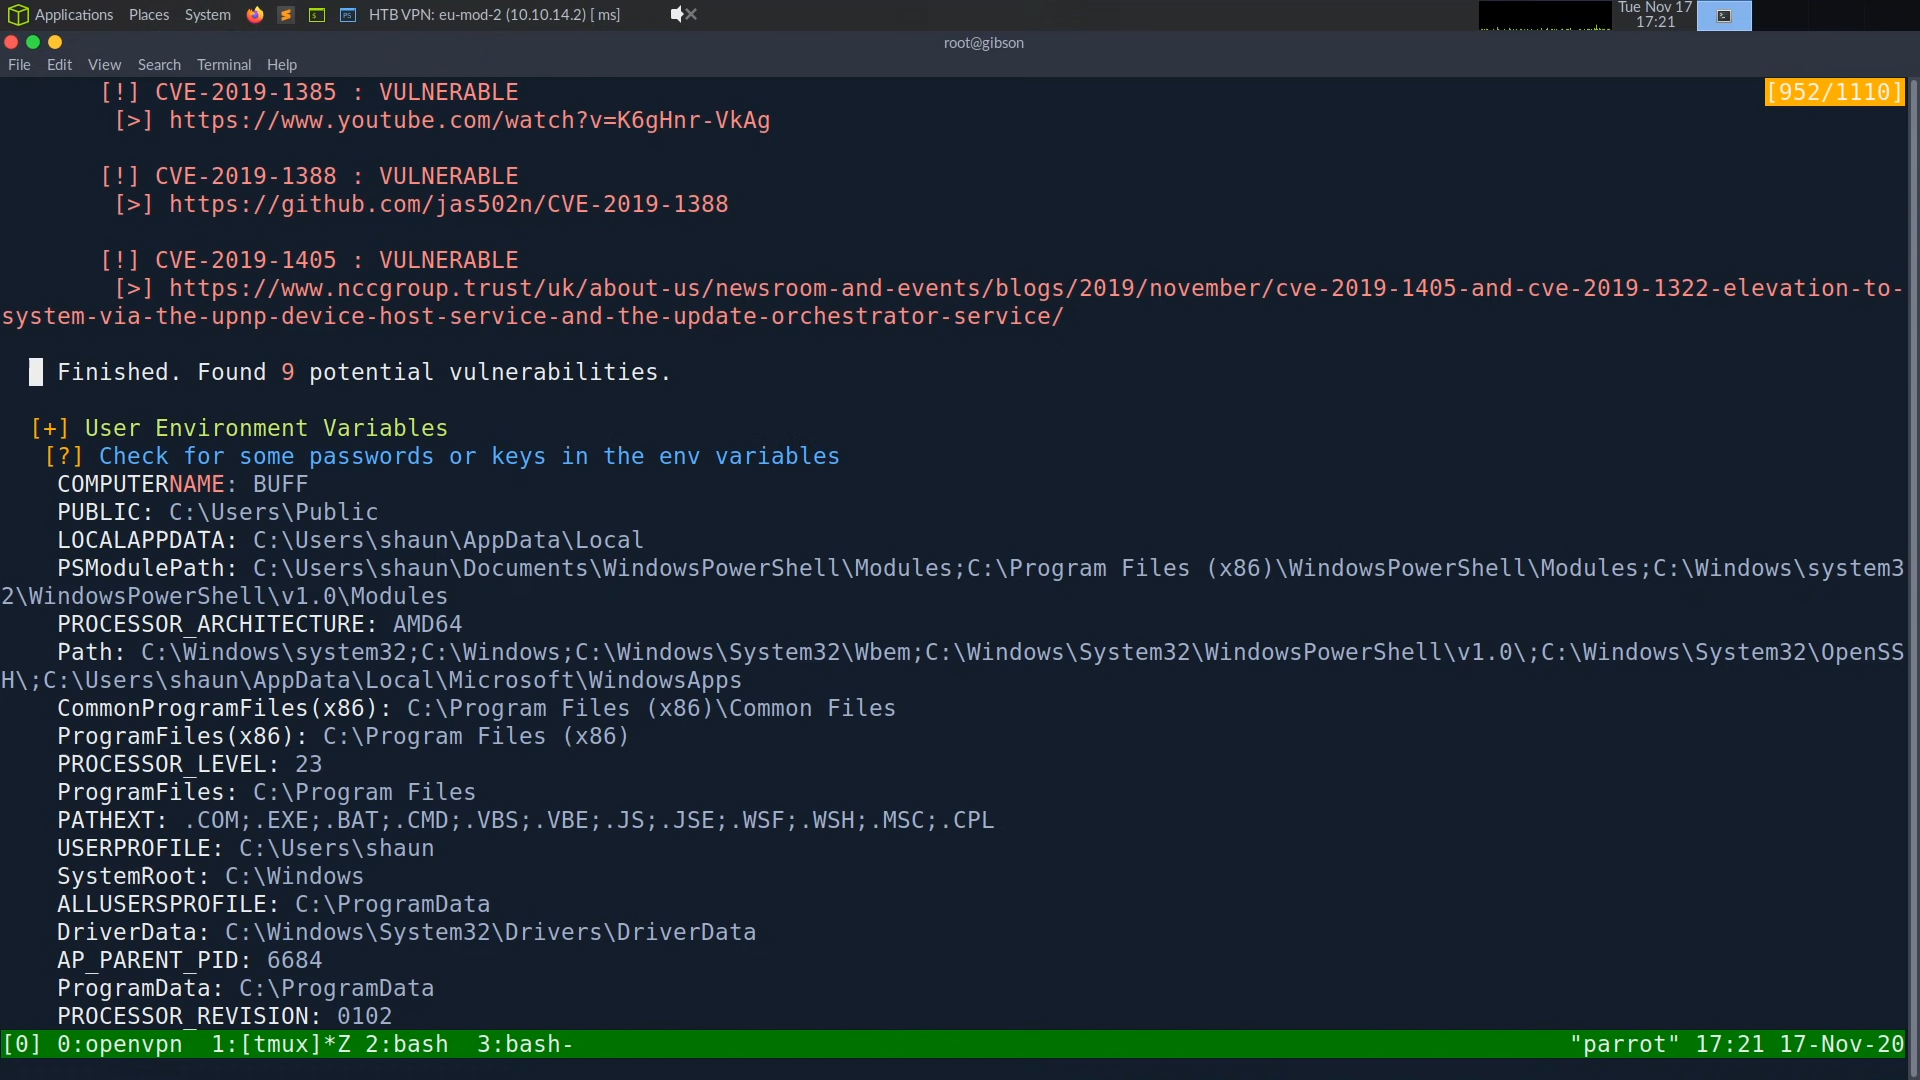 Applications Places System HTB VPN: eu-mod-2 (10.10.14.2) [ ms] Tue Nov 17
17:21
root@gibson
File Edit View Search Terminal Help
[!] CVE-2019-1385 : VULNERABLE [952/1110]
[>] https://www.youtube.com/watch?v=K6gHnr-VkAg
[!] CVE-2019-1388 : VULNERABLE
[>] https://github.com/jas502n/CVE-2019-1388
[!] CVE-2019-1405 : VULNERABLE
[>] https://www.nccgroup.trust/uk/about-us/newsroom-and-events/blogs/2019/november/cve-2019-1405-and-cve-2019-1322-elevation-to-
system-via-the-upnp-device-host-service-and-the-update-orchestrator-service/
Finished. Found 9 potential vulnerabilities.
[+] User Environment Variables
[?] Check for some passwords or keys in the env variables
COMPUTERNAME: BUFF
PUBLIC: C:\Users\Public
LOCALAPPDATA: C:\Users\shaun\AppData\Local
PSModulePath: C:\Users\shaun\Documents\WindowsPowerShell\Modules;C:\Program Files (x86)\WindowsPowerShell\Modules;C:\Windows\system3
2\WindowsPowerShell\v1.0\Modules
PROCESSOR_ARCHITECTURE: AMD64
Path: C:\Windows\system32;C:\Windows;C:\Windows\System32\Wbem;C:\Windows\System32\WindowsPowerShell\v1.0\;C:\Windows\System32\OpenSS
H\;C:\Users\shaun\AppData\Local\Microsoft\WindowsApps
CommonProgramFiles(x86): C:\Program Files (x86)\Common Files
ProgramFiles(x86): C:\Program Files (x86)
PROCESSOR_LEVEL: 23
ProgramFiles: C:\Program Files
PATHEXT: .COM;.EXE;.BAT;.CMD;.VBS;.VBE;.JS;.JSE;.WSF;.WSH;.MSC;.CPL
USERPROFILE: C:\Users\shaun
SystemRoot: C:\Windows
ALLUSERSPROFILE: C:\ProgramData
DriverData: C:\Windows\System32\Drivers\DriverData
AP_PARENT_PID: 6684
ProgramData: C:\ProgramData
PROCESSOR_REVISION: 0102
[0] 0:openvpn 1:[tmux]*Z 2:bash 3:bash- "parrot" 17:21 17-Nov-20